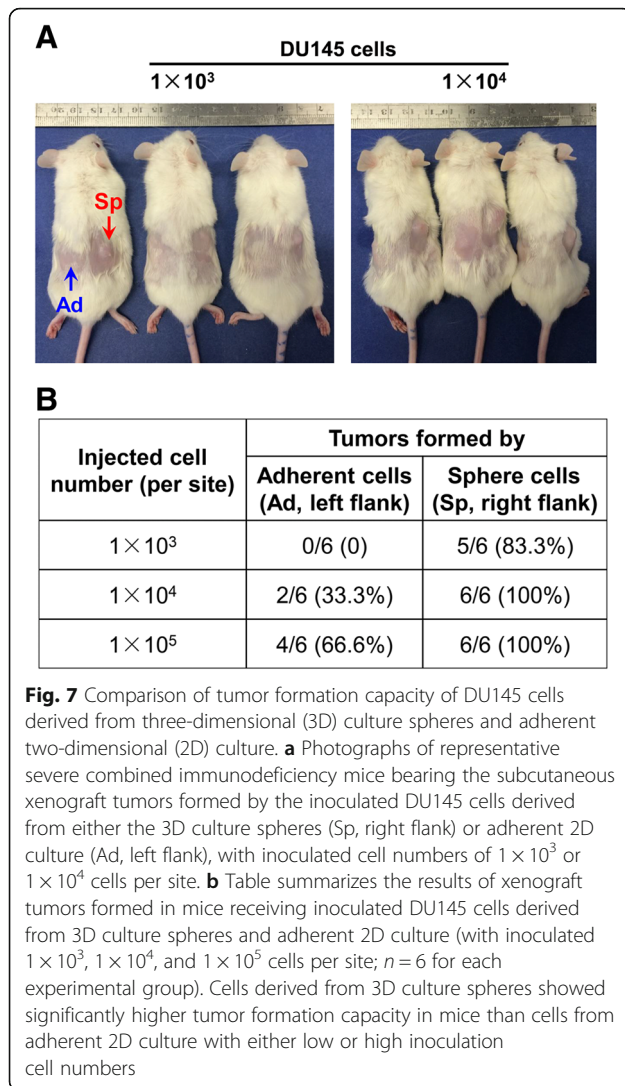 A
DU145 cells
1×10³ 1×10⁴
Sp
Ad
B
Injected cell number (per site)
Tumors formed by
Adherent cells (Ad, left flank)
Sphere cells (Sp, right flank)
1×10³ 0/6 (0) 5/6 (83.3%)
1×10⁴ 2/6 (33.3%) 6/6 (100%)
1×10⁵ 4/6 (66.6%) 6/6 (100%)
Fig. 7 Comparison of tumor formation capacity of DU145 cells
derived from three-dimensional (3D) culture spheres and adherent
two-dimensional (2D) culture. a Photographs of representative
severe combined immunodeficiency mice bearing the subcutaneous
xenograft tumors formed by the inoculated DU145 cells derived
from either the 3D culture spheres (Sp, right flank) or adherent 2D
culture (Ad, left flank), with inoculated cell numbers of 1 × 10³ or
1 × 10⁴ cells per site. b Table summarizes the results of xenograft
tumors formed in mice receiving inoculated DU145 cells derived
from 3D culture spheres and adherent 2D culture (with inoculated
1 × 10³, 1 × 10⁴, and 1 × 10⁵ cells per site; n = 6 for each
experimental group). Cells derived from 3D culture spheres showed
significantly higher tumor formation capacity in mice than cells from
adherent 2D culture with either low or high inoculation
cell numbers